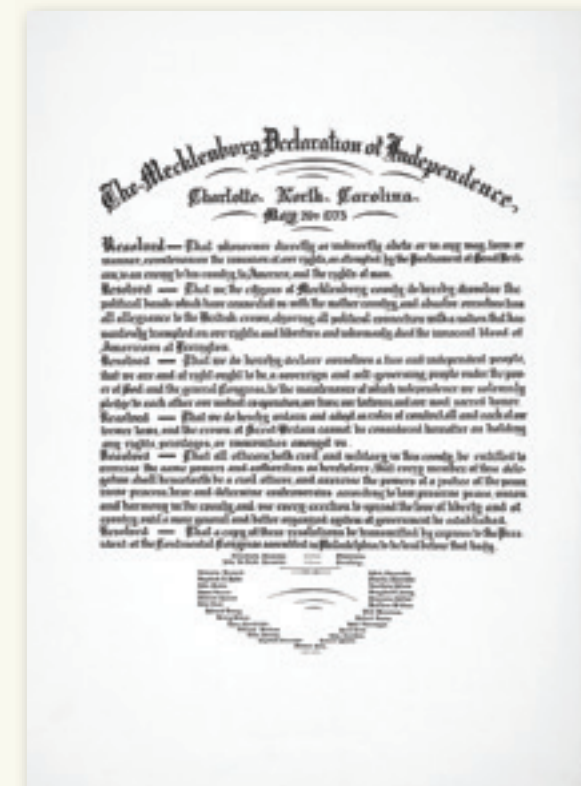 The Mecklenburg Declaration of Independence,
Charlotte. North. Carolina.
May 20th 1775
Resolved — That whosoever directly or indirectly abets or in any way, form or
manner, countenances the invasion of our rights, as attempted by the Parliament of Great Brit-
ain, is an enemy to his country, to America, and the rights of man.
Resolved — That we, the citizens of Mecklenburg county, do hereby dissolve the
political bands which have connected us with the mother country, and absolve ourselves from
all allegiance to the British crown, abjuring all political connection with a nation that has
wantonly trampled on our rights and liberties and inhumanly shed the innocent blood of
Americans at Lexington.
Resolved — That we do hereby declare ourselves a free and independent people,
that we are and of right ought to be, a sovereign and self-governing people under the pow-
er of God and the general Congress, to the maintenance of which independence we solemnly
pledge to each other our mutual co-operation, our lives, our fortunes, and our most sacred honor.
Resolved — That we do hereby ordain and adopt as rules of conduct, all and each of our
former laws, and the crown of Great Britain cannot be considered hereafter as holding
any rights, privileges, or immunities amongst us.
Resolved — That all officers, both civil and military in this county, be entitled to
exercise the same powers and authorities as heretofore, that every member of this dele-
gation shall henceforth be a civil officer, and exercise the powers of a justice of the peace
issue process, hear and determine controversies according to law preserve peace, union
and harmony in the county, and use every exertion to spread the love of liberty and of
country, until a more general and better organized system of government be established.
Resolved — That a copy of these resolutions be transmitted by express to the Pres-
ident of the Continental Congress assembled in Philadelphia to be laid before that body.